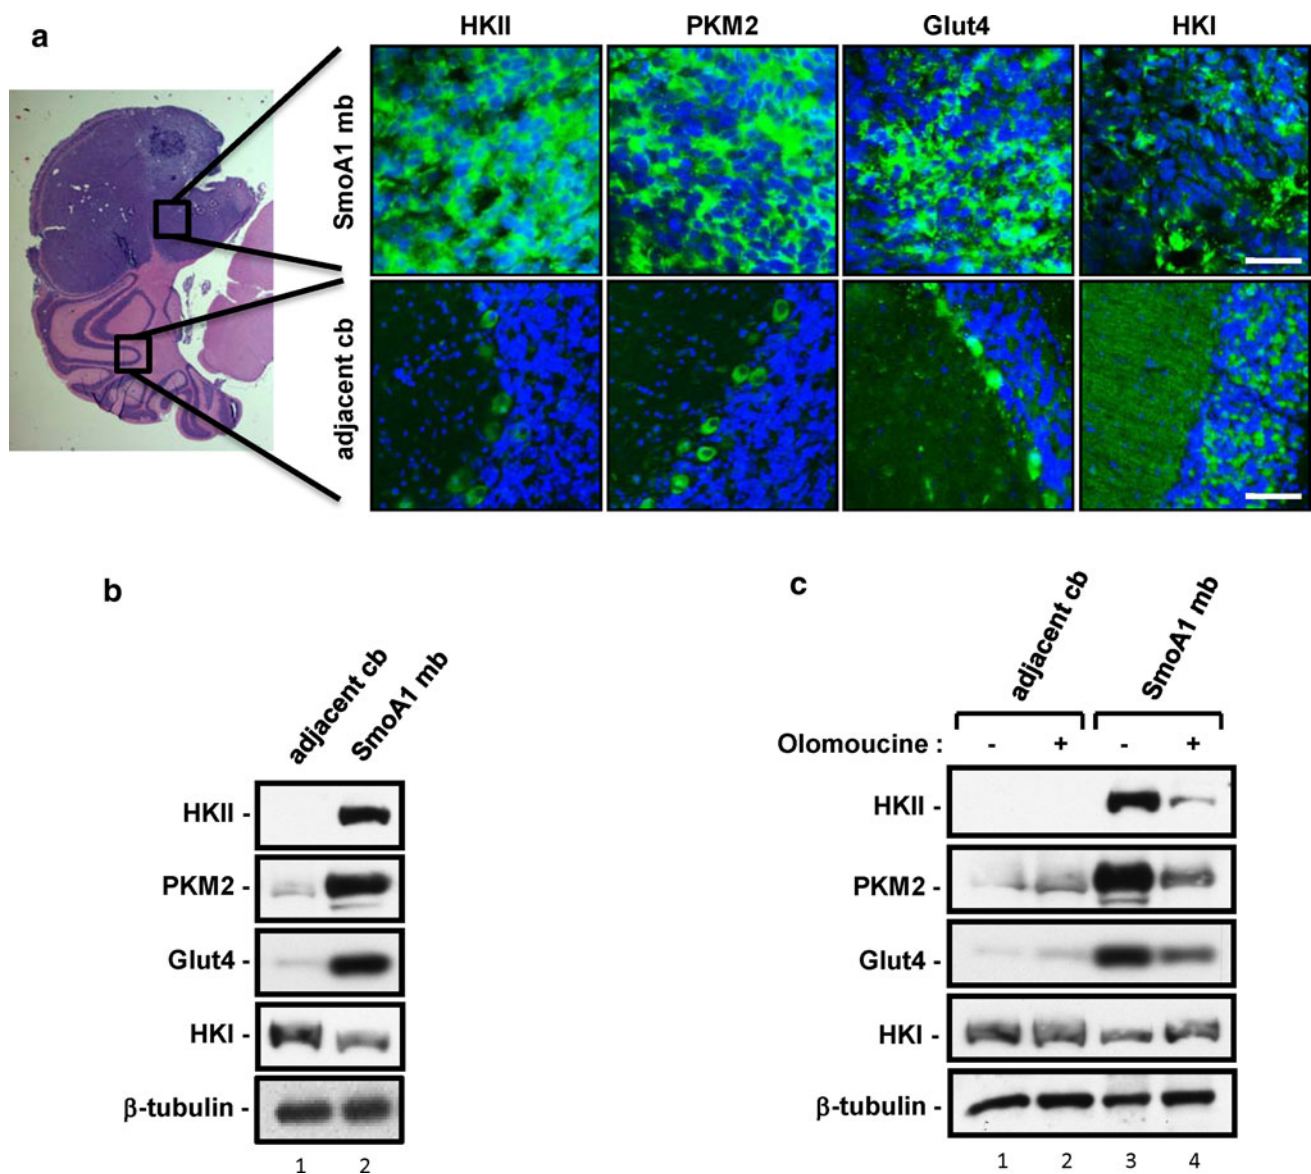 a
HKII PKM2 Glut4 HKI
SmoA1 mb
adjacent cb
b
adjacent cb
SmoA1 mb
HKII -
PKM2 -
Glut4 -
HKI -
β-tubulin -
1 2
c
adjacent cb
SmoA1 mb
Olomoucine : - + - +
HKII -
PKM2 -
Glut4 -
HKI -
β-tubulin -
1 2 3 4